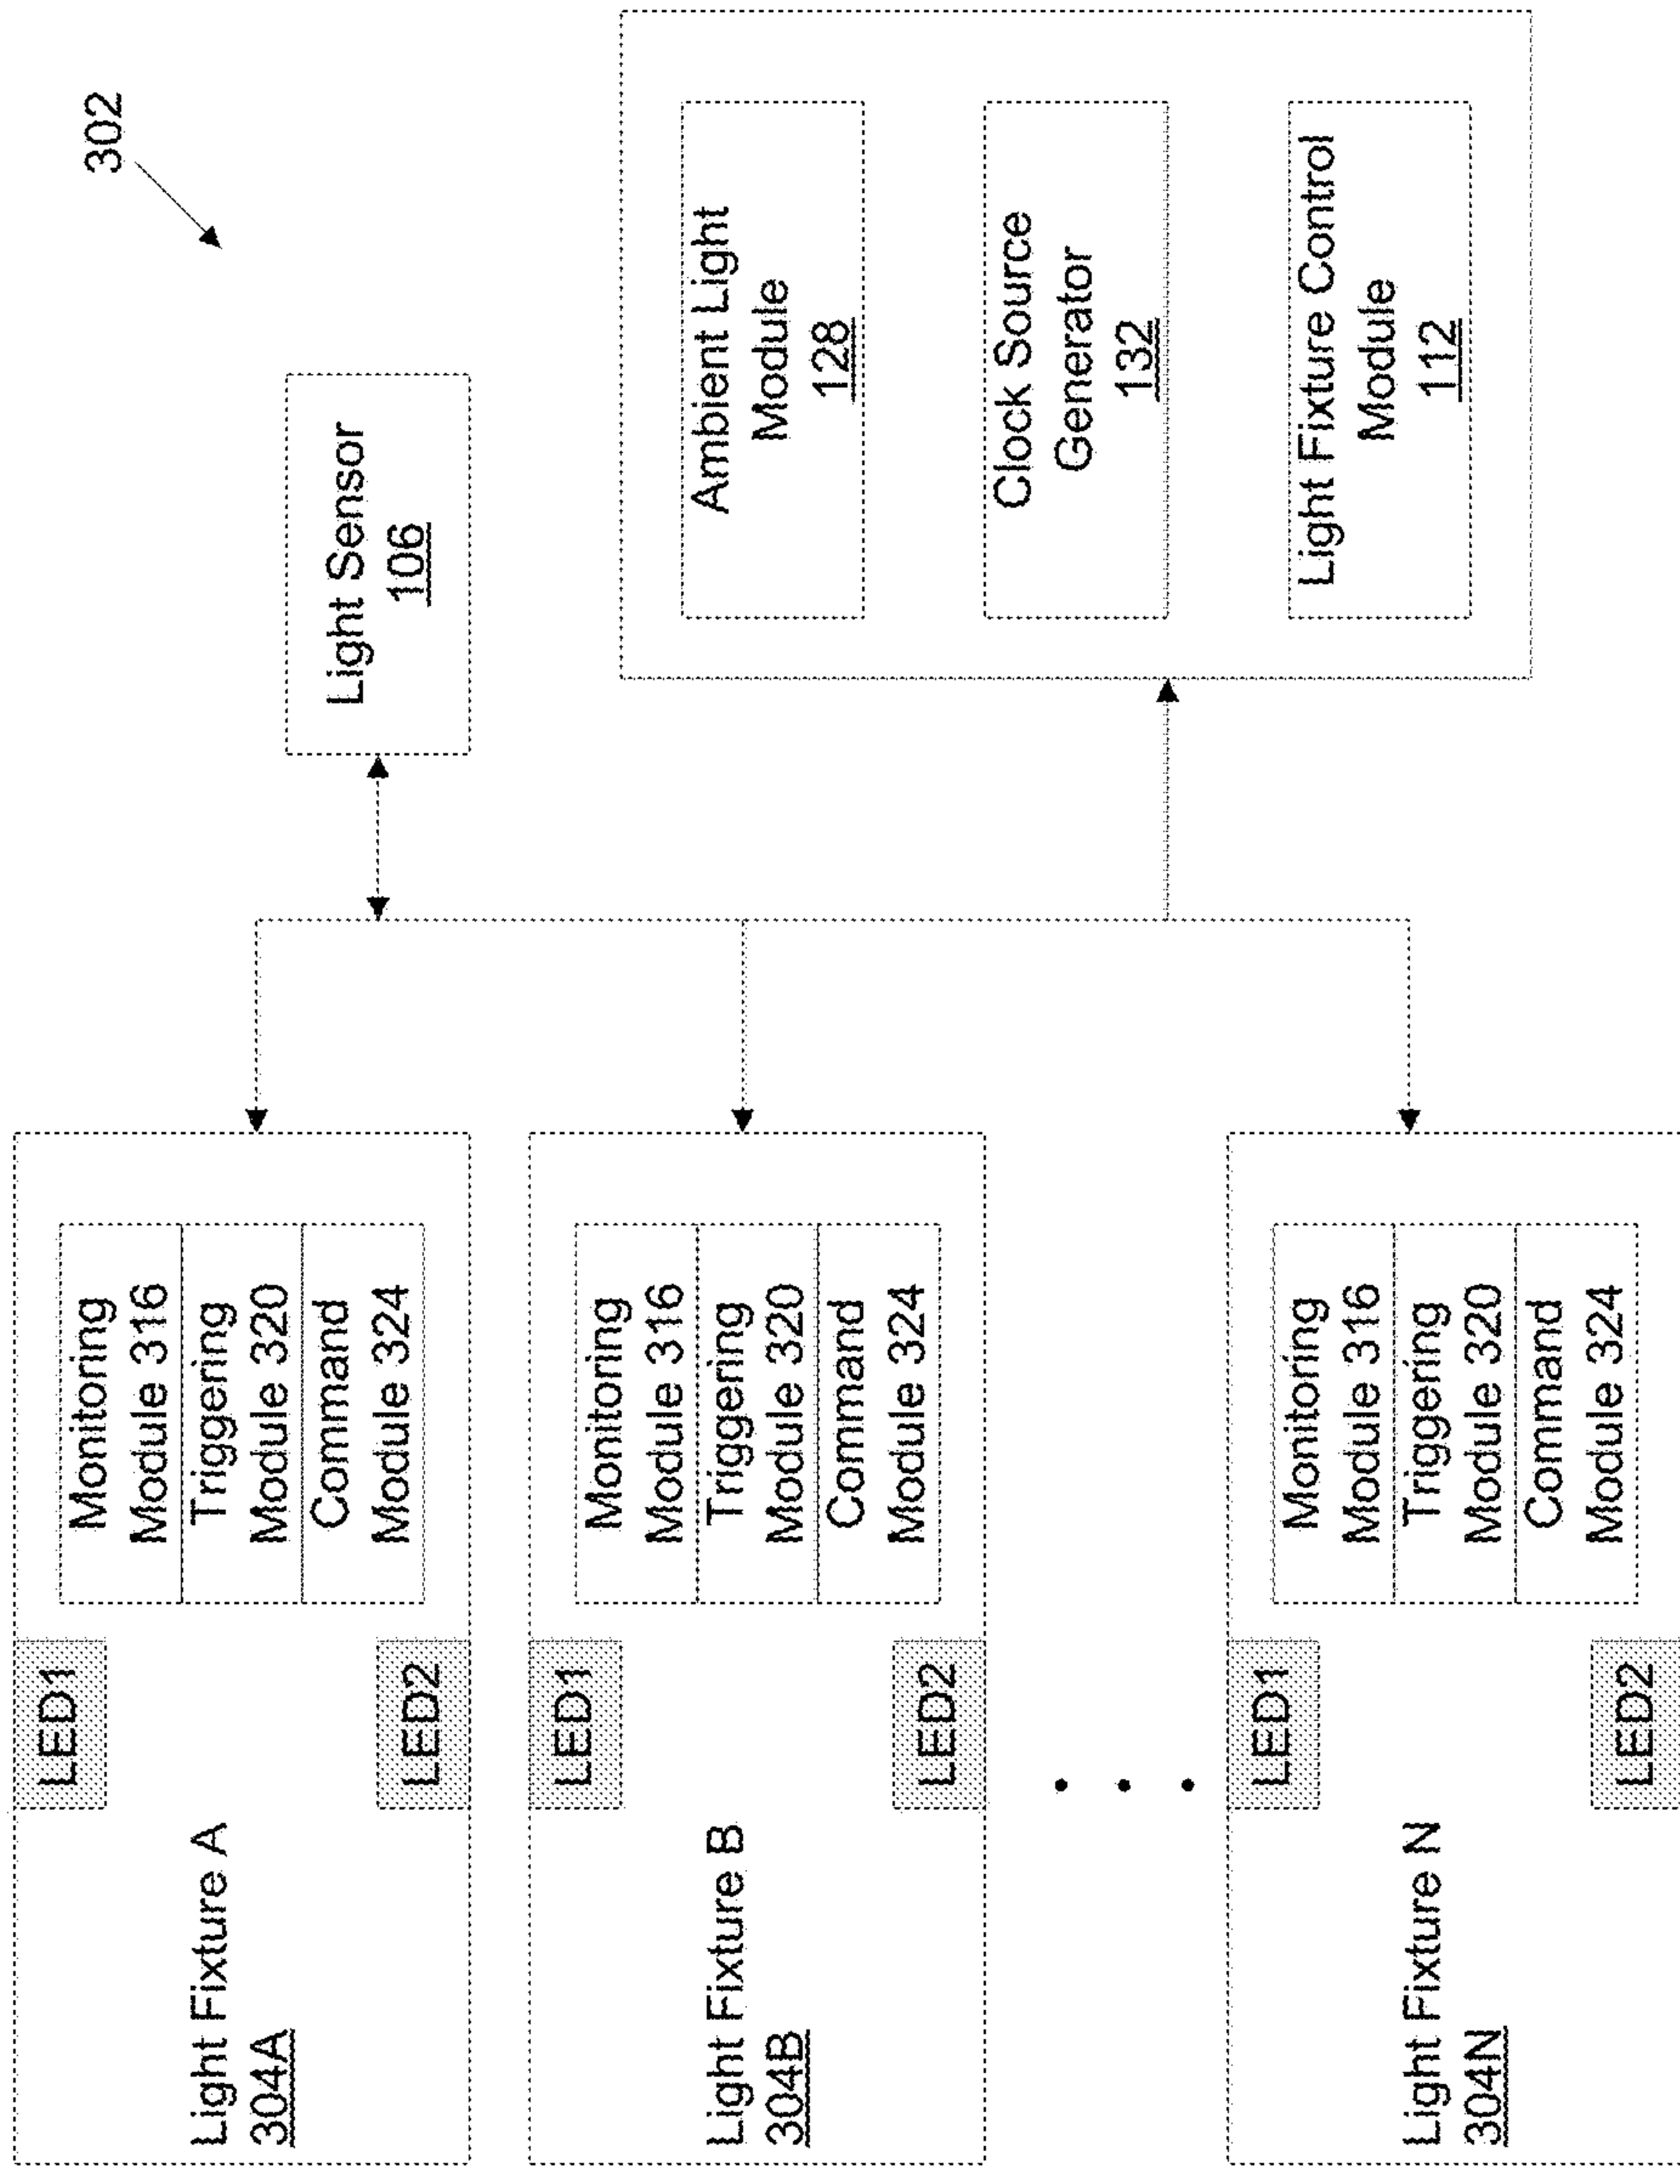 302
Light Fixture A
304A
LED1
LED2
Monitoring
Module 316
Triggering
Module 320
Command
Module 324
Light Fixture B
304B
LED1
LED2
Monitoring
Module 316
Triggering
Module 320
Command
Module 324
Light Fixture N
304N
LED1
LED2
Monitoring
Module 316
Triggering
Module 320
Command
Module 324
Light Sensor
106
Ambient Light
Module
128
Clock Source
Generator
132
Light Fixture Control
Module
112